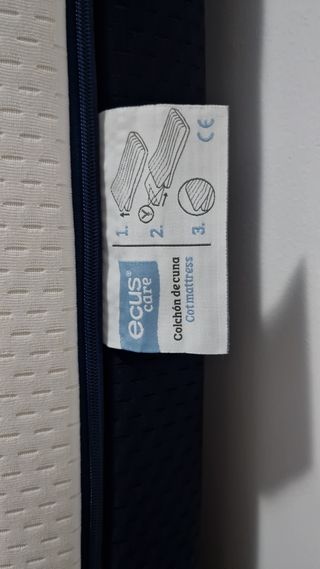 ecus®
care
Colchón de cuna
Cot mattress
1.
2.
3.
CE